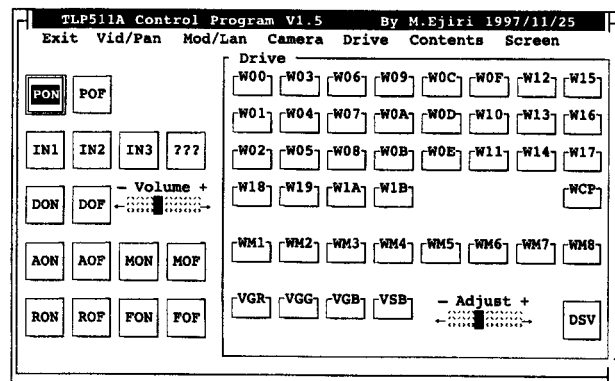 TLP511A Control Program V1.5 By M.Ejiri 1997/11/25
Exit Vid/Pan Mod/Lan Camera Drive Contents Screen
Drive
PON POF
W00 W03 W06 W09 W0C W0F W12 W15
W01 W04 W07 W0A W0D W10 W13 W16
IN1 IN2 IN3 ???
W02 W05 W08 W0B W0E W11 W14 W17
DON DOF - Volume +
W18 W19 W1A W1B WCP
AON AOF MON MOF
WM1 WM2 WM3 WM4 WM5 WM6 WM7 WM8
RON ROF FON FOF
VGR VGG VGB VSB - Adjust + DSV